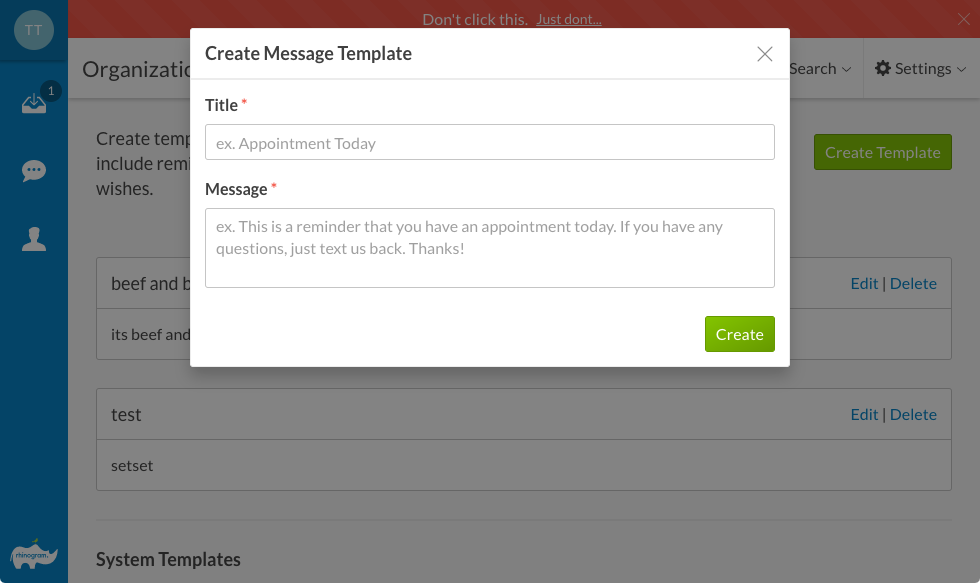 TT
Don't click this. Just dont...
Create Message Template
1
Search
Settings
Title *
ex. Appointment Today
Create
include
wishes.
Create Template
Message *
ex. This is a reminder that you have an appointment today. If you have any
questions, just text us back. Thanks!
beef and
Edit | Delete
its beef and
Create
test
Edit | Delete
setset
rhinogram
System Templates